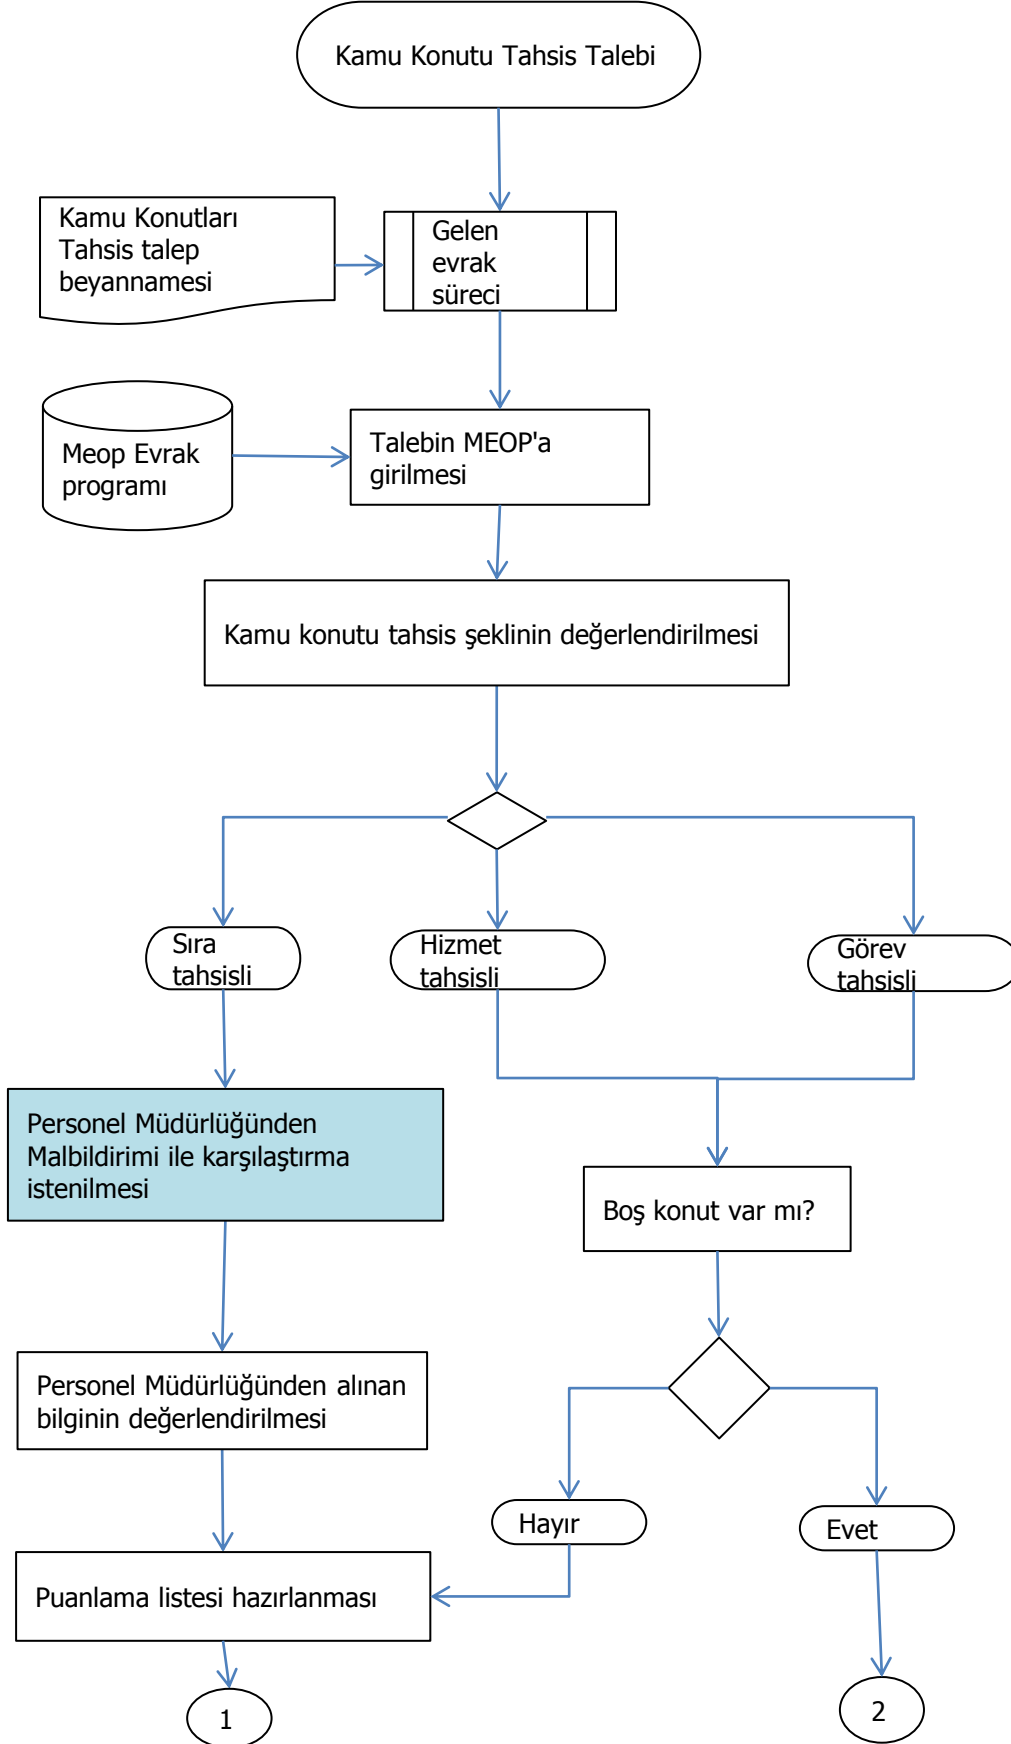 Kamu Konutu Tahsis Talebi
Kamu Konutları
Tahsis talep
beyannamesi
Gelen
evrak
süreci
Meop Evrak
programı
Talebin MEOP'a
girilmesi
Kamu konutu tahsis şeklinin değerlendirilmesi
Sıra
tahsisli
Hizmet
tahsisli
Görev
tahsisli
Personel Müdürlüğünden
Malbildirimi ile karşılaştırma
istenilmesi
Boş konut var mı?
Personel Müdürlüğünden alınan
bilginin değerlendirilmesi
Hayır
Evet
Puanlama listesi hazırlanması
1
2